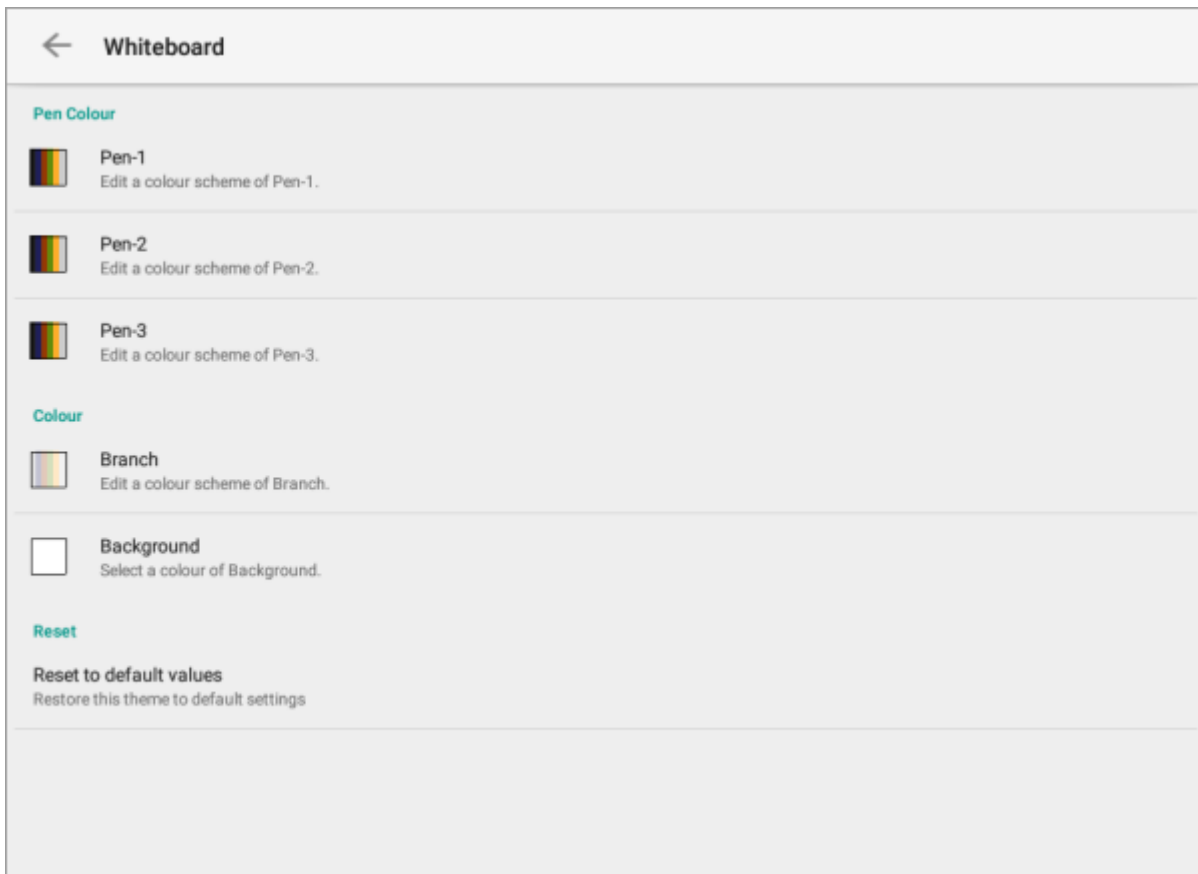 Whiteboard
Pen Colour
Pen-1
Edit a colour scheme of Pen-1.
Pen-2
Edit a colour scheme of Pen-2.
Pen-3
Edit a colour scheme of Pen-3.
Colour
Branch
Edit a colour scheme of Branch.
Background
Select a colour of Background.
Reset
Reset to default values
Restore this theme to default settings